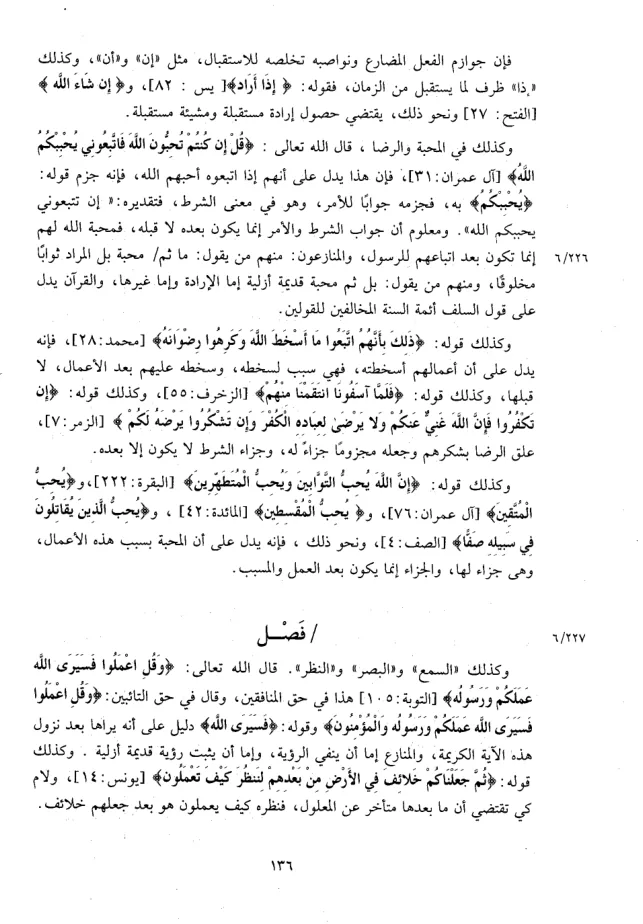 فإن جوازم الفعل المضارع ونواصبه تخلصه للاستقبال، مثل «إن» و«أن»، وكذلك
«إذا» ظرف لما يستقبل من الزمان، فقوله: ﴿ إِذَا أَرَادَ﴾[ يس : ٨٢]، و﴿ إِن شَاءَ اللَّه ﴾
[الفتح: ٢٧] ونحو ذلك، يقتضي حصول إرادة مستقبلة ومشيئة مستقبلة.
وكذلك في المحبة والرضا ، قال الله تعالى : ﴿قُلْ إِن كُنتُمْ تُحِبُّونَ اللَّهَ فَاتَّبِعُونِي يُحْبِبْكُمُ
اللَّهُ﴾ [آل عمران:٣١]، فإن هذا يدل على أنهم إذا اتبعوه أحبهم الله، فإنه جزم قوله:
﴿يُحْبِبْكُمُ﴾ به، فجزمه جوابًا للأمر، وهو في معنى الشرط، فتقديره:« إن تتبعوني
يحببكم الله». ومعلوم أن جواب الشرط والأمر إنما يكون بعده لا قبله، فمحبة الله لهم
٦/٢٢٦ إنما تكون بعد اتباعهم للرسول، والمنازعون: منهم من يقول: ما ثم/ محبة بل المراد ثوابًا
مخلوقًا، ومنهم من يقول: بل ثم محبة قديمة أزلية إما الإرادة وإما غيرها، والقرآن يدل
على قول السلف أئمة السنة المخالفين للقولين.
وكذلك قوله: ﴿ذَلِكَ بِأَنَّهُمُ اتَّبَعُوا مَا أَسْخَطَ اللَّهَ وَكَرِهُوا رِضْوَانَهُ﴾ [محمد:٢٨]، فإنه
يدل على أن أعمالهم أسخطته، فهي سبب لسخطه، وسخطه عليهم بعد الأعمال، لا
قبلها، وكذلك قوله: ﴿فَلَمَّا آسَفُونَا انتَقَمْنَا مِنْهُمْ﴾ [الزخرف:٥٥]، وكذلك قوله: ﴿إِن
تَكْفُرُوا فَإِنَّ اللَّهَ غَنِيٌّ عَنكُمْ وَلا يَرْضَىٰ لِعِبَادِهِ الْكُفْرَ وَإِن تَشْكُرُوا يَرْضَهُ لَكُمْ ﴾ [الزمر:٧]،
علق الرضا بشكرهم وجعله مجزومًا جزاءً له، وجزاء الشرط لا يكون إلا بعده.
وكذلك قوله: ﴿إِنَّ اللَّهَ يُحِبُّ التَّوَّابِينَ وَيُحِبُّ الْمُتَطَهِّرِينَ﴾ [البقرة:٢٢٢]،و﴿يُحِبُّ
الْمُتَّقِينَ﴾ [آل عمران:٧٦]، و﴿ يُحِبُّ الْمُقْسِطِينَ﴾ [المائدة:٤٢] ، و﴿يُحِبُّ الَّذِينَ يُقَاتِلُونَ
فِي سَبِيلِهِ صَفًّا﴾ [الصف:٤]، ونحو ذلك ، فإنه يدل على أن المحبة بسبب هذه الأعمال،
وهى جزاء لها، والجزاء إنما يكون بعد العمل والمسبب.
٦/٢٢٧ / فَصْـل
وكذلك «السمع» و«البصر» و«النظر». قال الله تعالى: ﴿وَقُلِ اعْمَلُوا فَسَيَرَى اللَّه
عَمَلَكُمْ وَرَسُولُهُ﴾ [التوبة:١٠٥] هذا في حق المنافقين، وقال في حق التائبين: ﴿وَقُلِ اعْمَلُوا
فَسَيَرَى اللَّه عَمَلَكُمْ وَرَسُولُهُ وَالْمُؤْمِنُونَ﴾ وقوله: ﴿فَسَيَرَى اللَّه﴾ دليل على أنه يراها بعد نزول
هذه الآية الكريمة، والمنازع إما أن ينفي الرؤية، وإما أن يثبت رؤية قديمة أزلية . وكذلك
قوله: ﴿ثُمَّ جَعَلْنَاكُمْ خَلائِفَ فِي الأَرْضِ مِنْ بَعْدِهِمْ لِنَنظُرَ كَيْفَ تَعْمَلُونَ﴾ [يونس:١٤]، ولام
كي تقتضي أن ما بعدها متأخر عن المعلول، فنظره كيف يعملون هو بعد جعلهم خلائف.
١٣٦